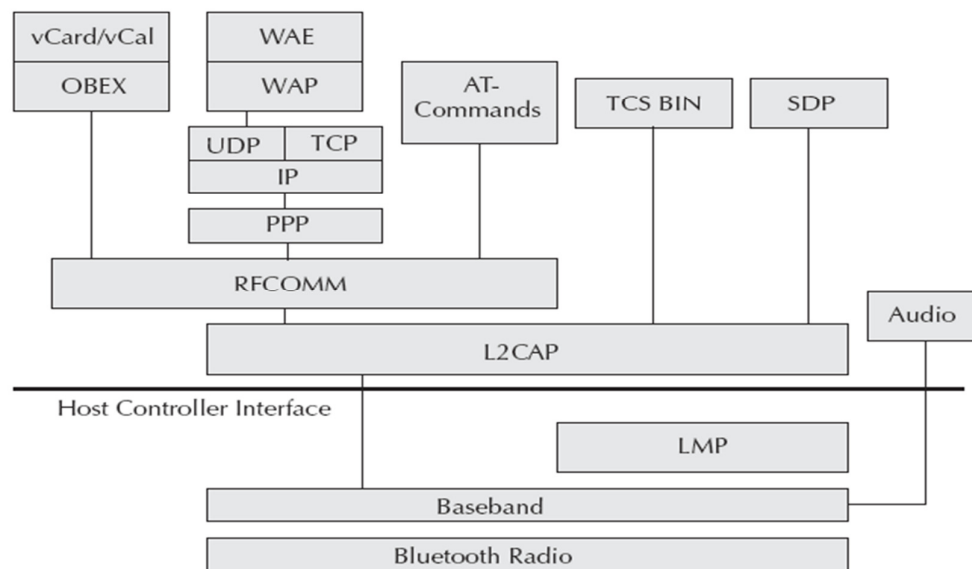 vCard/vCal
OBEX
WAE
WAP
UDP
TCP
IP
PPP
AT-
Commands
TCS BIN
SDP
RFCOMM
Audio
L2CAP
Host Controller Interface
LMP
Baseband
Bluetooth Radio